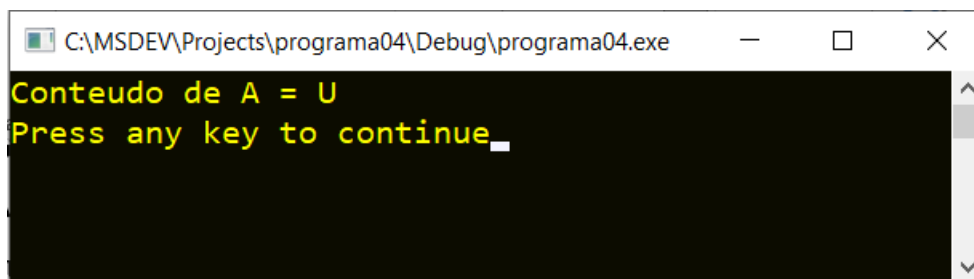 C:\MSDEV\Projects\programa04\Debug\programa04.exe
Conteudo de A = U
Press any key to continue